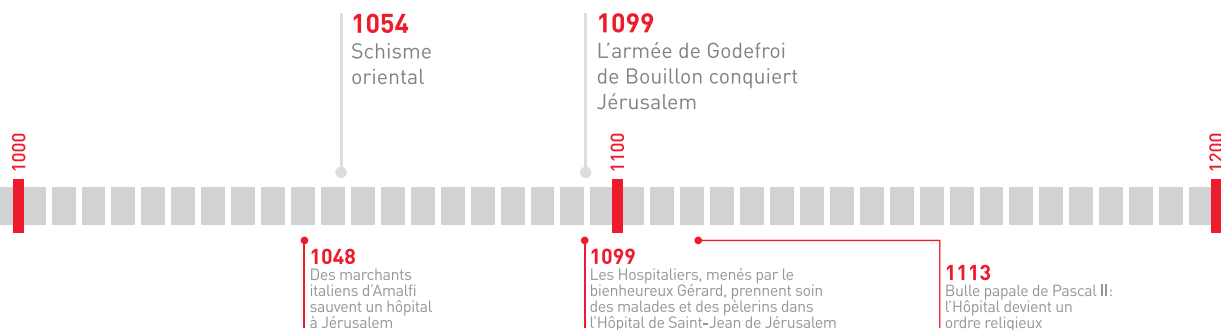 1054
Schisme
oriental
1099
L'armée de Godefroi
de Bouillon conquiert
Jérusalem
1000
1100
1200
1048
Des marchants
italiens d'Amalfi
sauvent un hôpital
à Jérusalem
1099
Les Hospitaliers, menés par le
bienheureux Gérard, prennent soin
des malades et des pèlerins dans
l'Hôpital de Saint-Jean de Jérusalem
1113
Bulle papale de Pascal II:
l'Hôpital devient un
ordre religieux